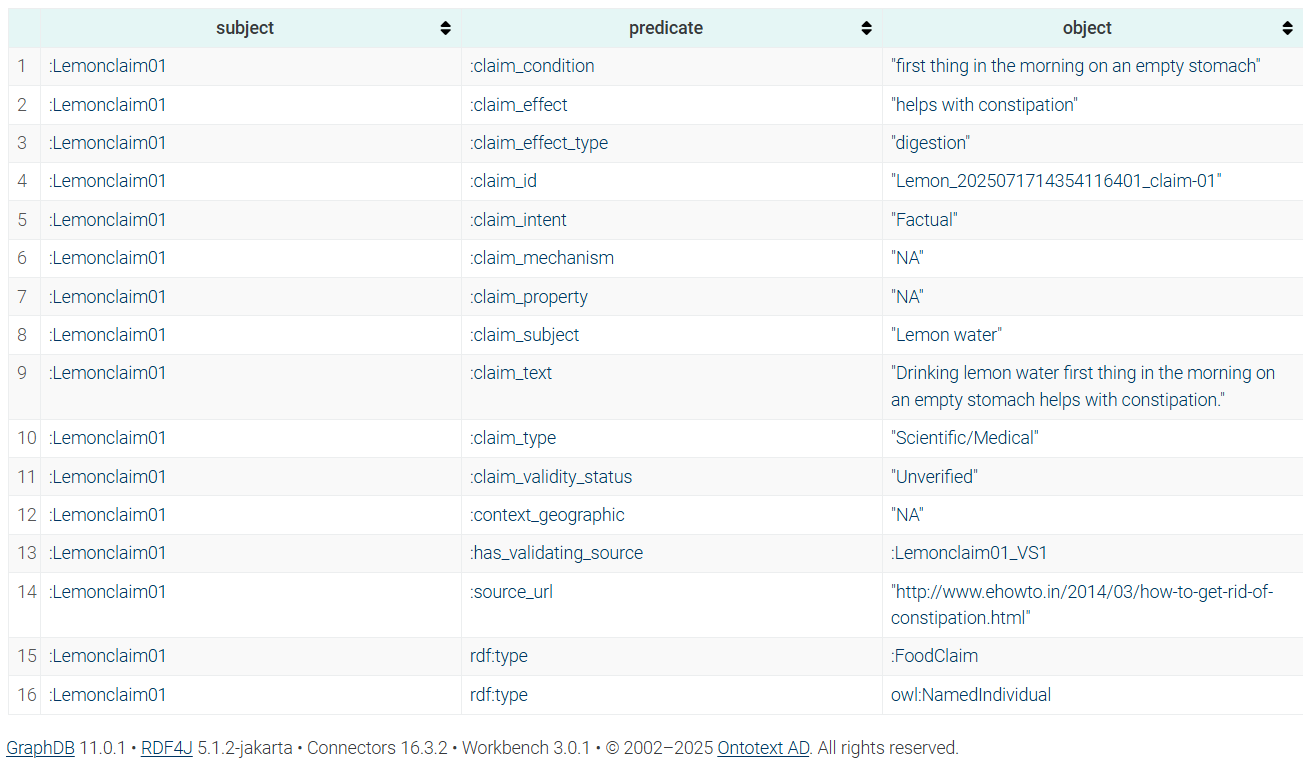 subject predicate object
1 :Lemonclaim01 :claim_condition "first thing in the morning on an empty stomach"
2 :Lemonclaim01 :claim_effect "helps with constipation"
3 :Lemonclaim01 :claim_effect_type "digestion"
4 :Lemonclaim01 :claim_id "Lemon_2025071714354116401_claim-01"
5 :Lemonclaim01 :claim_intent "Factual"
6 :Lemonclaim01 :claim_mechanism "NA"
7 :Lemonclaim01 :claim_property "NA"
8 :Lemonclaim01 :claim_subject "Lemon water"
9 :Lemonclaim01 :claim_text "Drinking lemon water first thing in the morning on
an empty stomach helps with constipation."
10 :Lemonclaim01 :claim_type "Scientific/Medical"
11 :Lemonclaim01 :claim_validity_status "Unverified"
12 :Lemonclaim01 :context_geographic "NA"
13 :Lemonclaim01 :has_validating_source :Lemonclaim01_VS1
14 :Lemonclaim01 :source_url "http://www.ehowto.in/2014/03/how-to-get-rid-of-
constipation.html"
15 :Lemonclaim01 rdf:type :FoodClaim
16 :Lemonclaim01 rdf:type owl:NamedIndividual
GraphDB 11.0.1 • RDF4J 5.1.2-jakarta • Connectors 16.3.2 • Workbench 3.0.1 • © 2002–2025 Ontotext AD. All rights reserved.